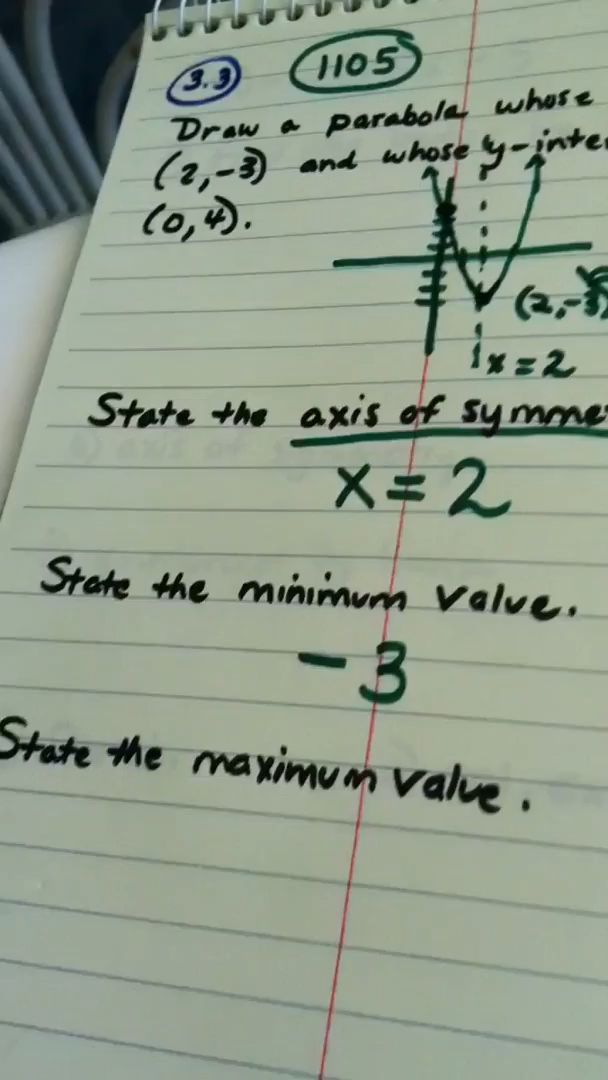 3.3 1105
Draw a parabola whose
(2,-3) and whose y-inte
(0,4).
(2,-3)
x=2
State the axis of symme
x=2
State the minimum value.
-3
State the maximum value.